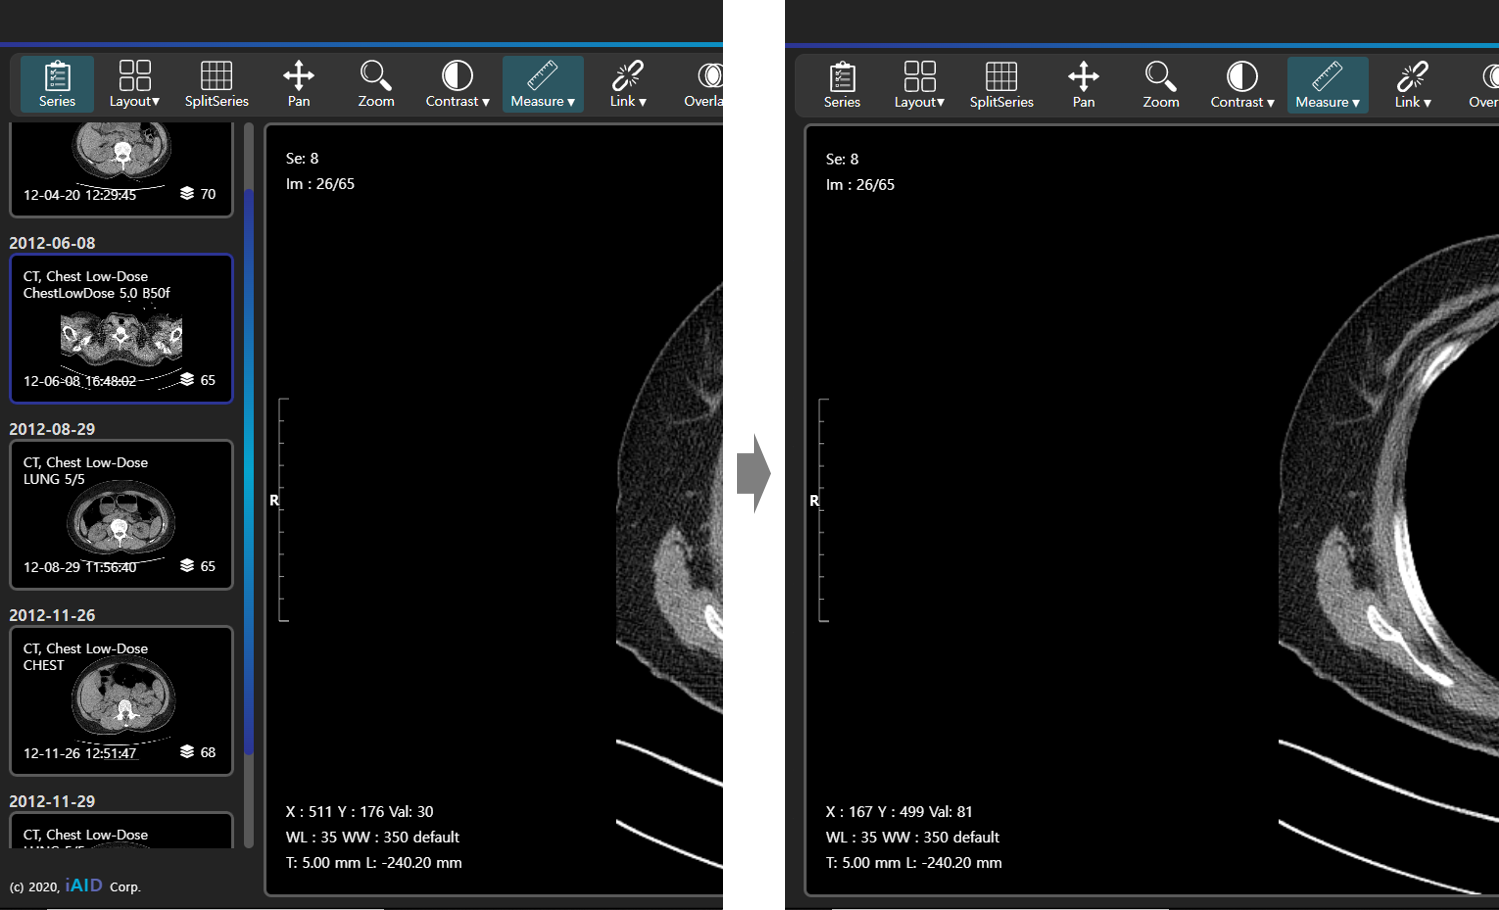 Series
Layout▾
SplitSeries
Pan
Zoom
Contrast ▾
Measure ▾
Link ▾
Overla
12-04-20 12:29:45
70
2012-06-08
CT, Chest Low-Dose
ChestLowDose 5.0 B50f
12-06-08 16:48:02
65
2012-08-29
CT, Chest Low-Dose
LUNG 5/5
12-08-29 11:56:40
65
2012-11-26
CT, Chest Low-Dose
CHEST
12-11-26 12:51:47
68
2012-11-29
CT, Chest Low-Dose
LUNG 5/5
(c) 2020, iAID Corp.
Se: 8
Im : 26/65
R
X : 511 Y : 176 Val: 30
WL : 35 WW : 350 default
T: 5.00 mm L: -240.20 mm
Series
Layout▾
SplitSeries
Pan
Zoom
Contrast ▾
Measure ▾
Link ▾
Over
Se: 8
Im : 26/65
R
X : 167 Y : 499 Val: 81
WL : 35 WW : 350 default
T: 5.00 mm L: -240.20 mm